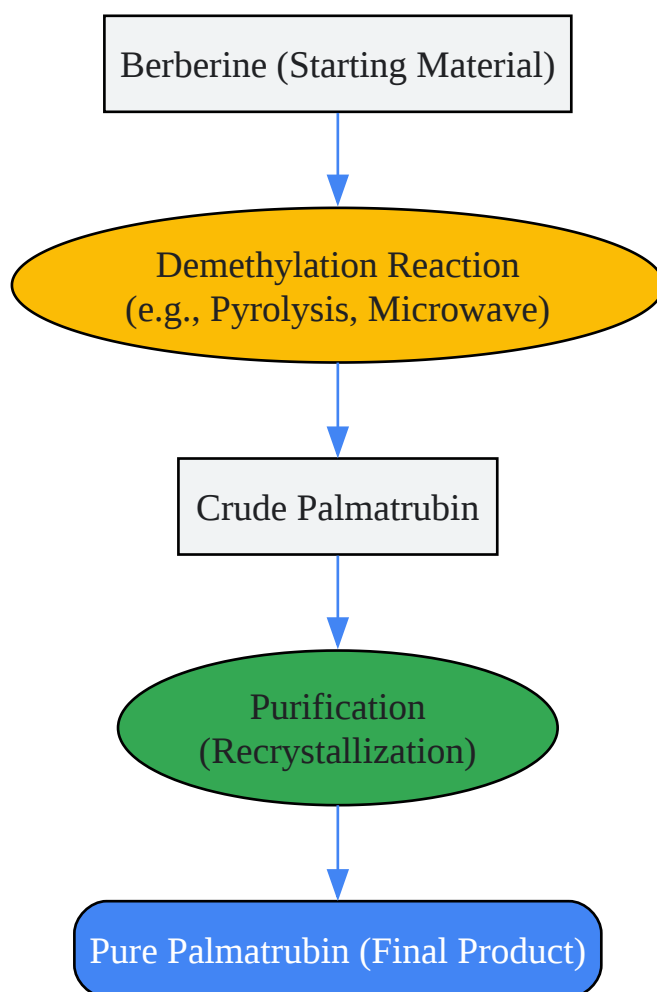 Berberine (Starting Material)
Demethylation Reaction
(e.g., Pyrolysis, Microwave)
Crude Palmatrubin
Purification
(Recrystallization)
Pure Palmatrubin (Final Product)